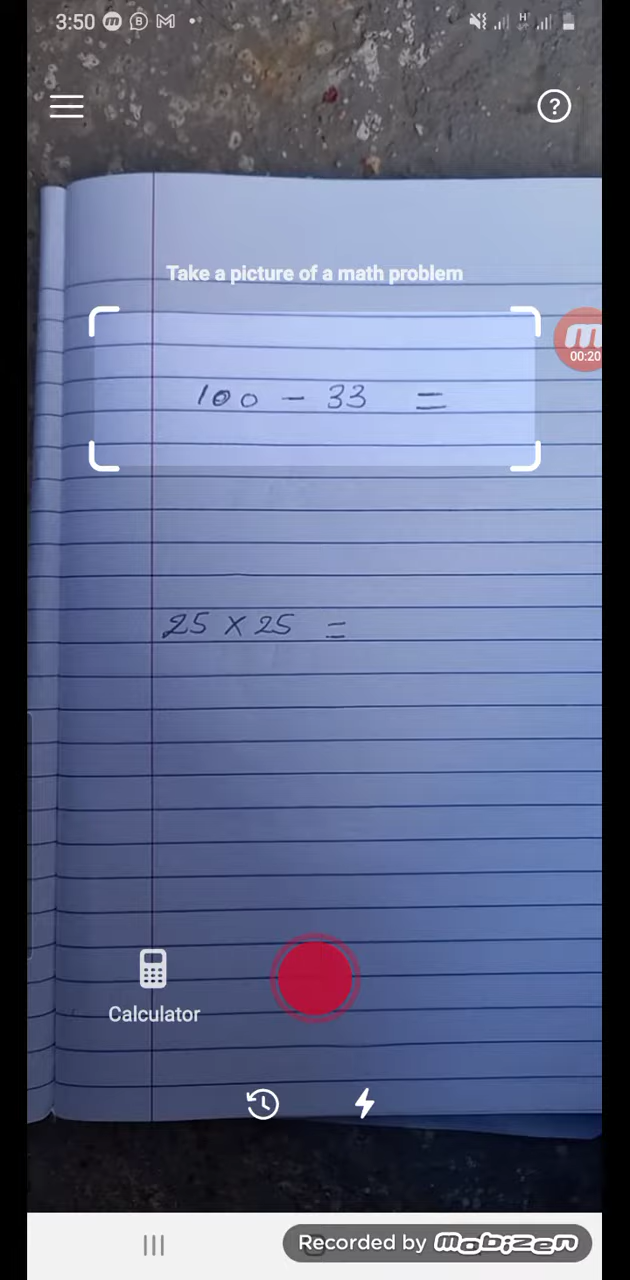 3:50
Take a picture of a math problem
00:20
100 - 33 =
25 x 25 =
Calculator
Recorded by mobizen